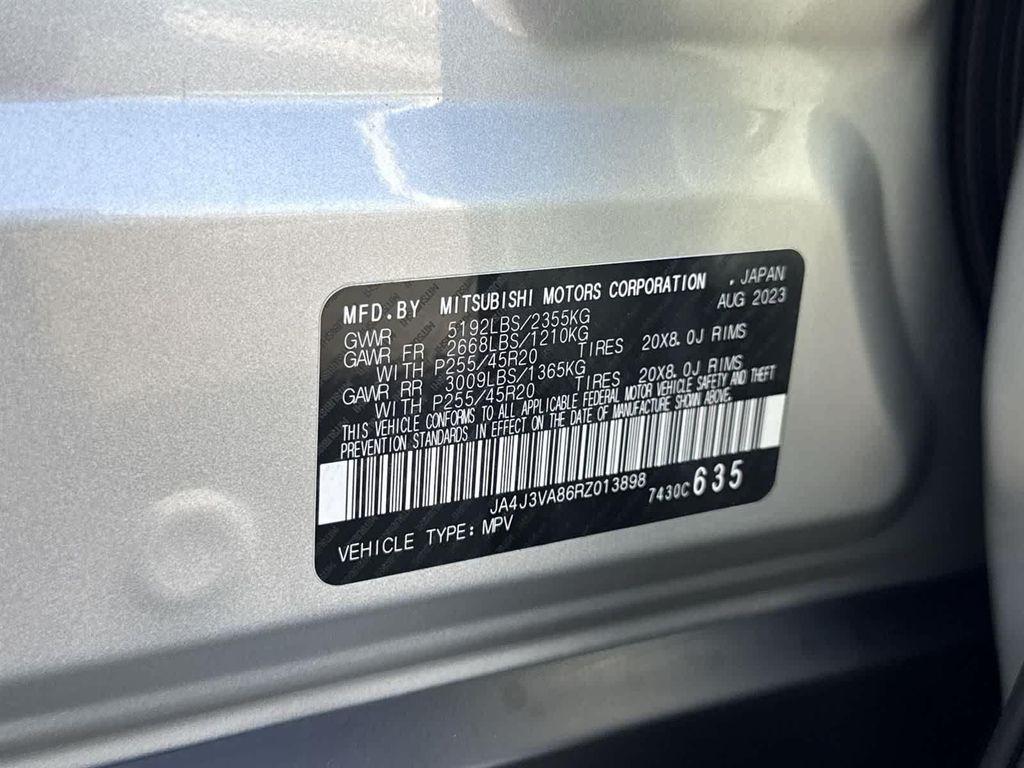 MFD.BY MITSUBISHI MOTORS CORPORATION . JAPAN
AUG 2023
GVWR 5192LBS/2355KG
GAWR FR 2668LBS/1210KG
WITH P255/45R20 TIRES 20X8.0J RIMS
GAWR RR 3009LBS/1365KG
WITH P255/45R20 TIRES 20X8.0J RIMS
THIS VEHICLE CONFORMS TO ALL APPLICABLE FEDERAL MOTOR VEHICLE SAFETY AND THEFT
PREVENTION STANDARDS IN EFFECT ON THE DATE OF MANUFACTURE SHOWN ABOVE.
JA4J3VA86RZ013898 7430C 635
VEHICLE TYPE: MPV